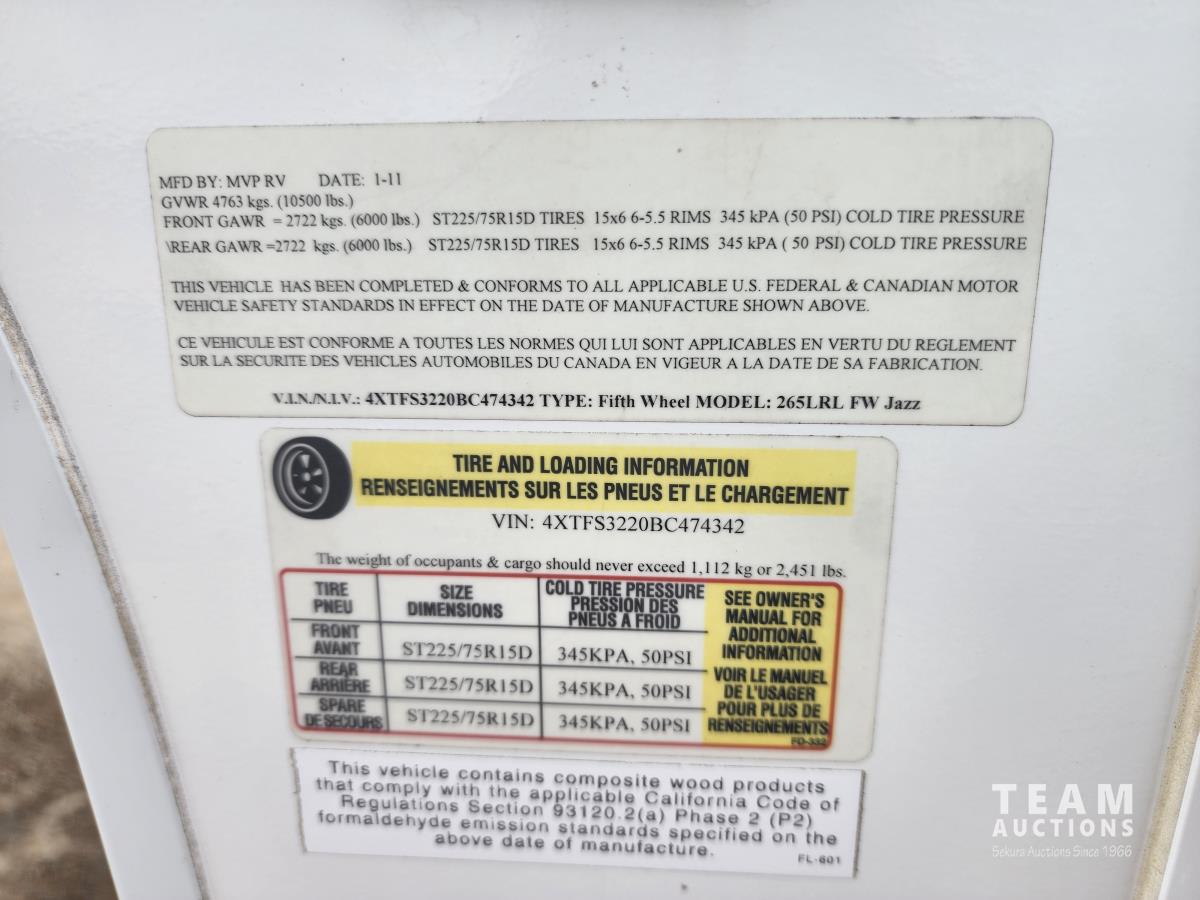 MFD BY: MVP RV DATE: 1-11
GVWR 4763 kgs. (10500 lbs.)
FRONT GAWR = 2722 kgs. (6000 lbs.) ST225/75R15D TIRES 15x6 6-5.5 RIMS 345 kPA (50 PSI) COLD TIRE PRESSURE
\REAR GAWR =2722 kgs. (6000 lbs.) ST225/75R15D TIRES 15x6 6-5.5 RIMS 345 kPA ( 50 PSI) COLD TIRE PRESSURE
THIS VEHICLE HAS BEEN COMPLETED & CONFORMS TO ALL APPLICABLE U.S. FEDERAL & CANADIAN MOTOR
VEHICLE SAFETY STANDARDS IN EFFECT ON THE DATE OF MANUFACTURE SHOWN ABOVE.
CE VEHICULE EST CONFORME A TOUTES LES NORMES QUI LUI SONT APPLICABLES EN VERTU DU REGLEMENT
SUR LA SECURITE DES VEHICLES AUTOMOBILES DU CANADA EN VIGEUR A LA DATE DE SA FABRICATION.
V.I.N./N.I.V.: 4XTFS3220BC474342 TYPE: Fifth Wheel MODEL: 265LRL FW Jazz
TIRE AND LOADING INFORMATION
RENSEIGNEMENTS SUR LES PNEUS ET LE CHARGEMENT
VIN: 4XTFS3220BC474342
The weight of occupants & cargo should never exceed 1,112 kg or 2,451 lbs.
TIRE
PNEU
SIZE
DIMENSIONS
COLD TIRE PRESSURE
PRESSION DES
PNEUS A FROID
FRONT
AVANT
ST225/75R15D
345KPA, 50PSI
REAR
ARRIÈRE
ST225/75R15D
345KPA, 50PSI
SPARE
DE SECOURS
ST225/75R15D
345KPA, 50PSI
SEE OWNER'S
MANUAL FOR
ADDITIONAL
INFORMATION
VOIR LE MANUEL
DE L'USAGER
POUR PLUS DE
RENSEIGNEMENTS
FD-332
This vehicle contains composite wood products
that comply with the applicable California Code of
Regulations Section 93120.2(a) Phase 2 (P2)
formaldehyde emission standards specified on the
above date of manufacture.
FL-601
TEAM
AUCTIONS
Sekura Auctions Since 1966